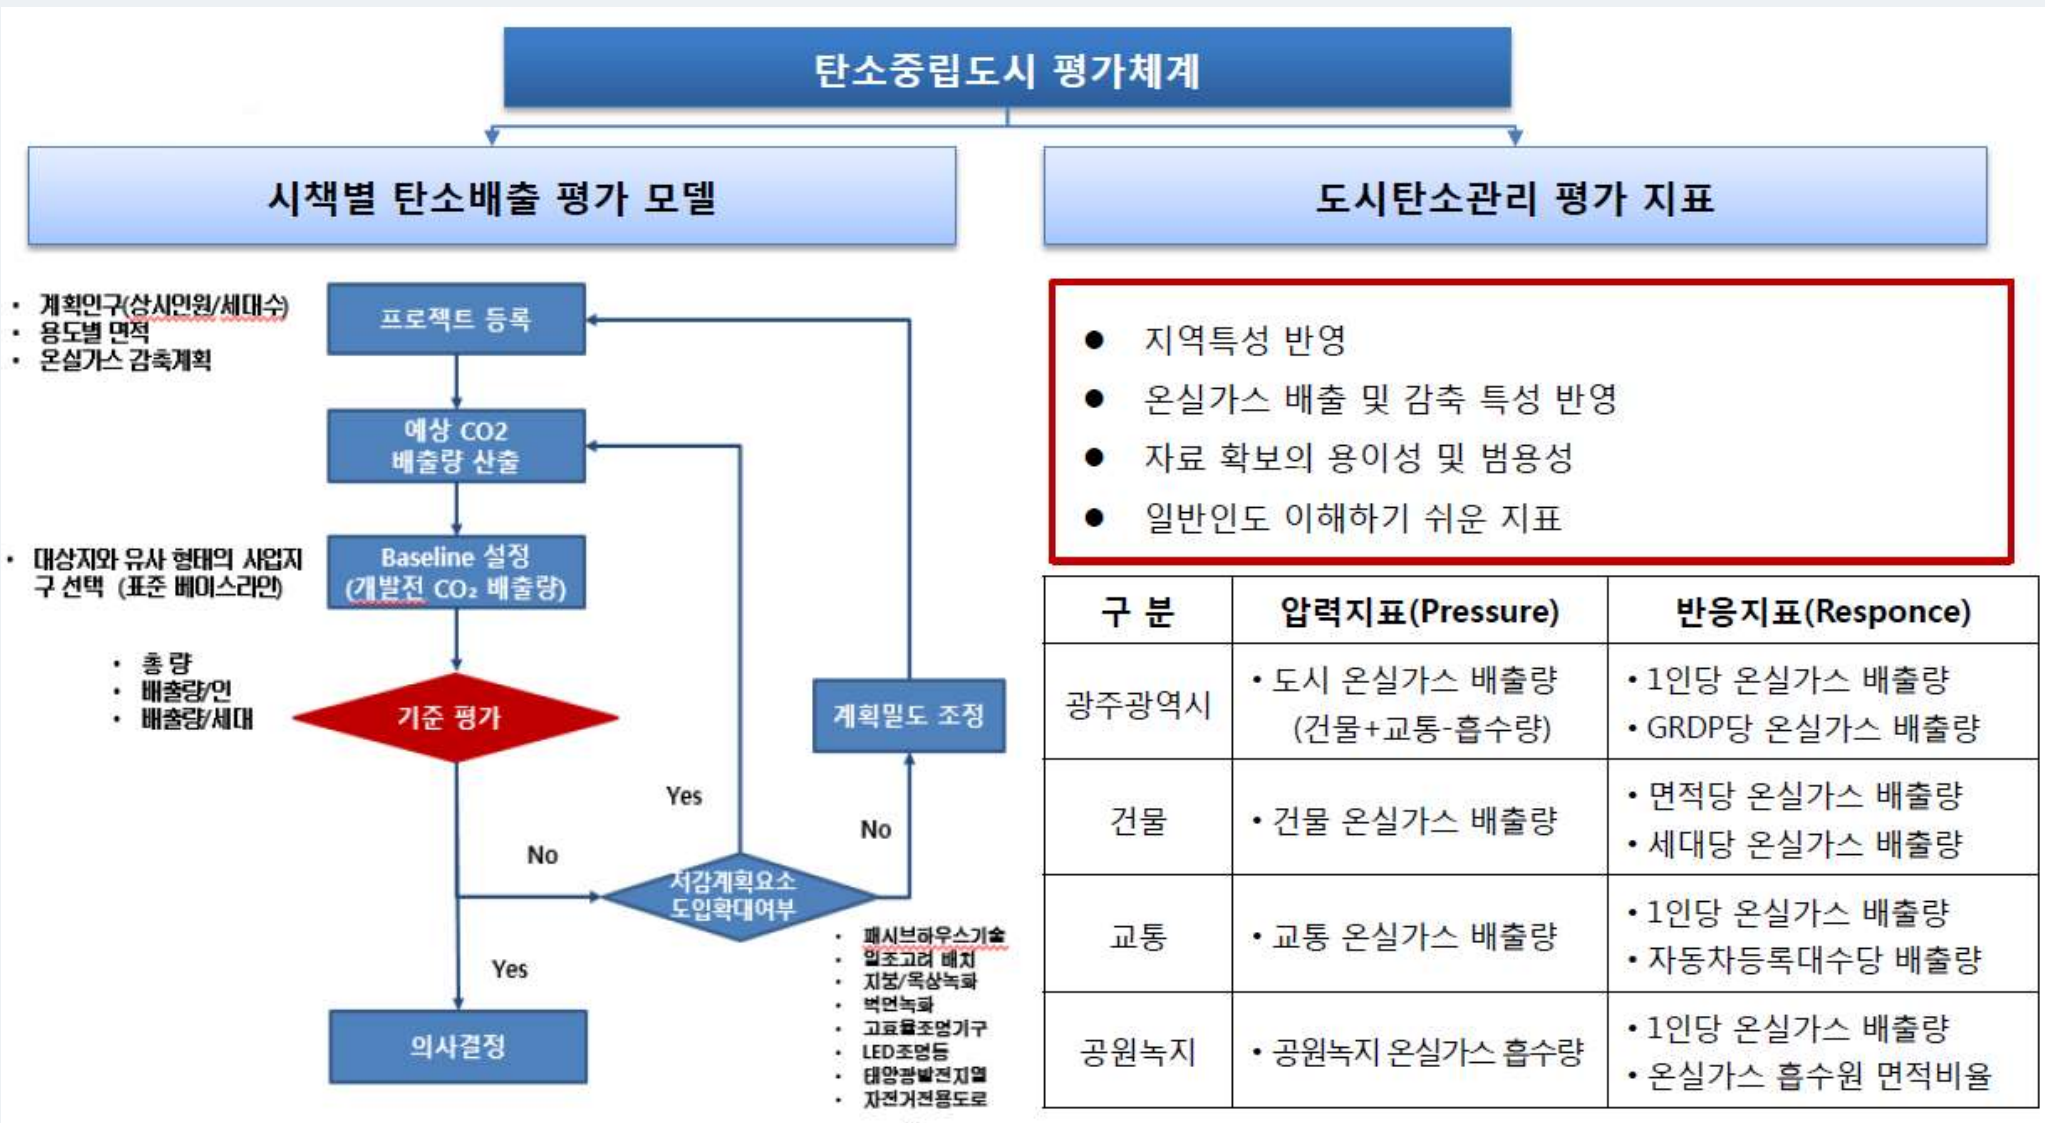 탄소중립도시 평가체계
시책별 탄소배출 평가 모델
도시탄소관리 평가 지표
• 계획인구(상시인원/세대수)
• 용도별 면적
• 온실가스 감축계획
프로젝트 등록
예상 CO2
배출량 산출
• 대상지와 유사 형태의 사업지
구 선택 (표준 베이스라인)
Baseline 설정
(개발전 CO₂ 배출량)
• 총 량
• 배출량/인
• 배출량/세대
기준 평가
계획밀도 조정
Yes
No
No
저감계획요소
도입확대여부
Yes
의사결정
• 패시브하우스기술
• 일조고려 배치
• 지붕/옥상녹화
• 벽면녹화
• 고효율조명기구
• LED조명등
• 태양광발전지열
• 자전거전용도로
● 지역특성 반영
● 온실가스 배출 및 감축 특성 반영
● 자료 확보의 용이성 및 범용성
● 일반인도 이해하기 쉬운 지표
구 분 압력지표(Pressure) 반응지표(Responce)
광주광역시
• 도시 온실가스 배출량
(건물+교통-흡수량)
• 1인당 온실가스 배출량
• GRDP당 온실가스 배출량
건물
• 건물 온실가스 배출량
• 면적당 온실가스 배출량
• 세대당 온실가스 배출량
교통
• 교통 온실가스 배출량
• 1인당 온실가스 배출량
• 자동차등록대수당 배출량
공원녹지
• 공원녹지 온실가스 흡수량
• 1인당 온실가스 배출량
• 온실가스 흡수원 면적비율